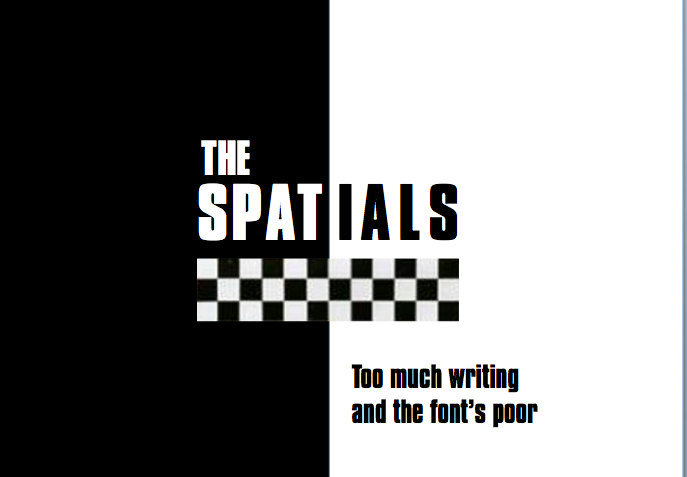 THE
SPATIALS
Too much writing
and the font's poor